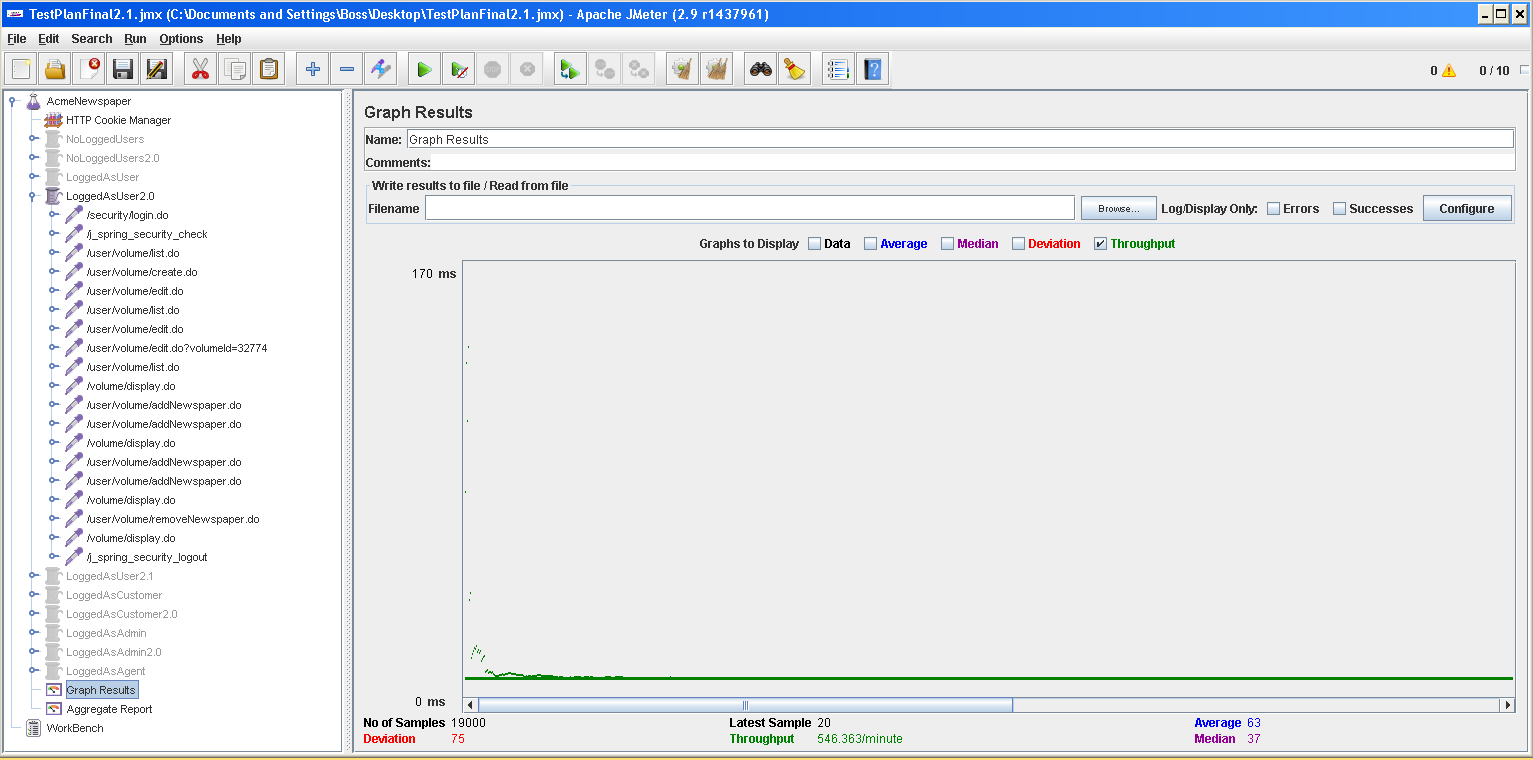 TestPlanFinal2.1.jmx (C:\Documents and Settings\Boss\Desktop\TestPlanFinal2.1.jmx) - Apache JMeter (2.9 r1437961)
File Edit Search Run Options Help
0 0 / 10
AcmeNewspaper
HTTP Cookie Manager
NoLoggedUsers
NoLoggedUsers2.0
LoggedAsUser
LoggedAsUser2.0
/security/login.do
/j_spring_security_check
/user/volume/list.do
/user/volume/create.do
/user/volume/edit.do
/user/volume/list.do
/user/volume/edit.do
/user/volume/edit.do?volumeId=32774
/user/volume/list.do
/volume/display.do
/user/volume/addNewspaper.do
/user/volume/addNewspaper.do
/volume/display.do
/user/volume/addNewspaper.do
/user/volume/addNewspaper.do
/volume/display.do
/user/volume/removeNewspaper.do
/volume/display.do
/j_spring_security_logout
LoggedAsUser2.1
LoggedAsCustomer
LoggedAsCustomer2.0
LoggedAsAdmin
LoggedAsAdmin2.0
LoggedAsAgent
Graph Results
Aggregate Report
WorkBench
Graph Results
Name: Graph Results
Comments:
Write results to file / Read from file
Filename Browse... Log/Display Only: Errors Successes Configure
Graphs to Display Data Average Median Deviation Throughput
170 ms
0 ms
No of Samples 19000 Latest Sample 20 Average 63
Deviation 75 Throughput 546.363/minute Median 37